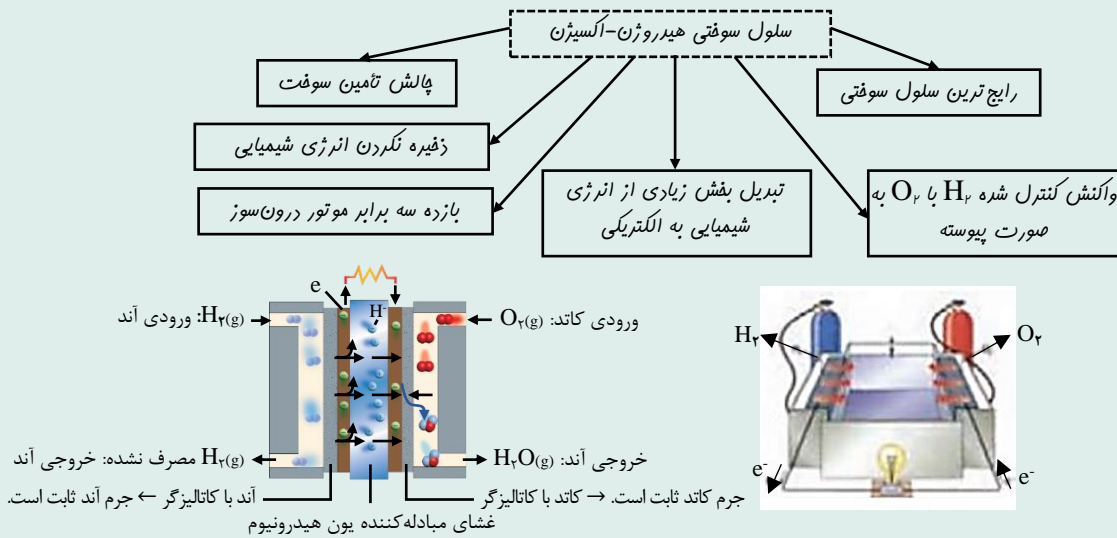 سلول سوختی هیدروژن-اکسیژن
رایج‌ترین سلول سوختی
چالش تأمین سوخت
ذخیره نکردن انرژی شیمیایی
بازده سه برابر موتور درون‌سوز
تبدیل بخش زیادی از انرژی
شیمیایی به الکتریکی
واکنش کنترل شده H₂ با O₂ به
صورت پیوسته
e
H⁻
ورودی آند :H₂(g)
ورودی کاتد: O₂(g)
خروجی آند: مصرف نشده H₂(g)
خروجی آند: H₂O(g)
آند با کاتالیزگر ← جرم آند ثابت است.
جرم کاتد ثابت است. → کاتد با کاتالیزگر
غشای مبادله‌کننده یون هیدرونیوم
H₂
O₂
e⁻
e⁻